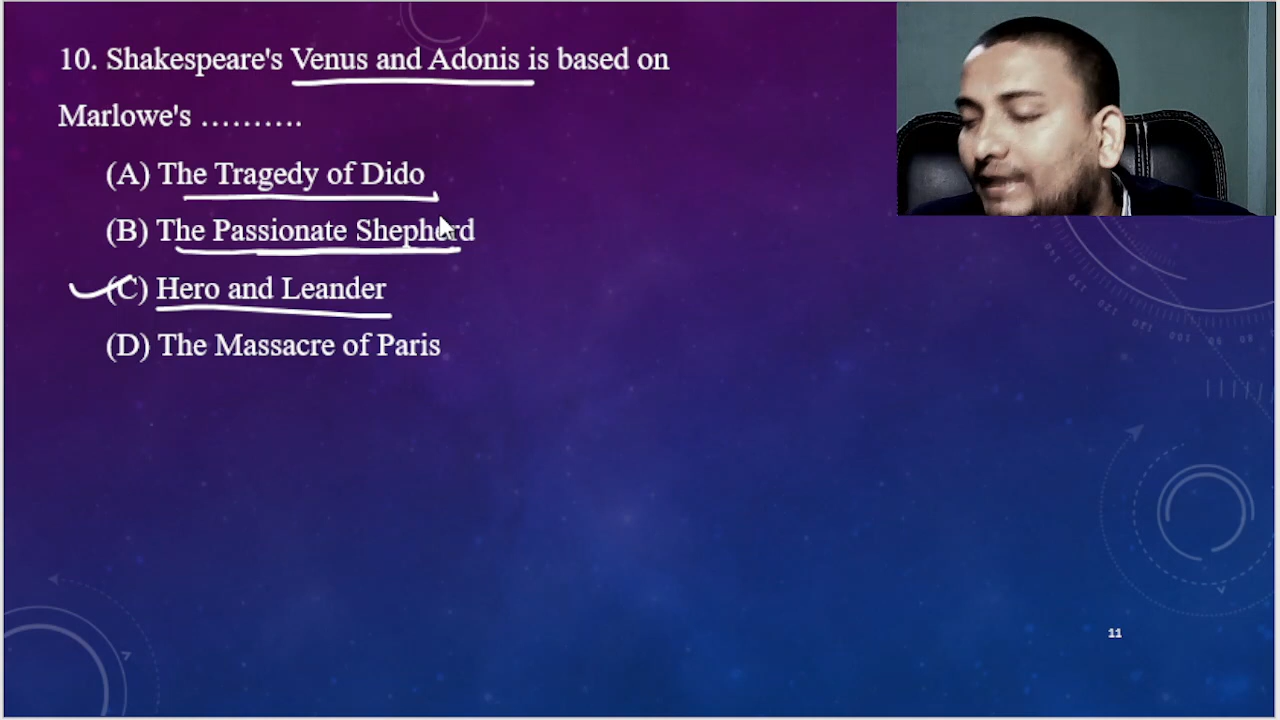 10. Shakespeare's Venus and Adonis is based on
Marlowe's ……….
(A) The Tragedy of Dido
(B) The Passionate Shepherd
(C) Hero and Leander
(D) The Massacre of Paris
11